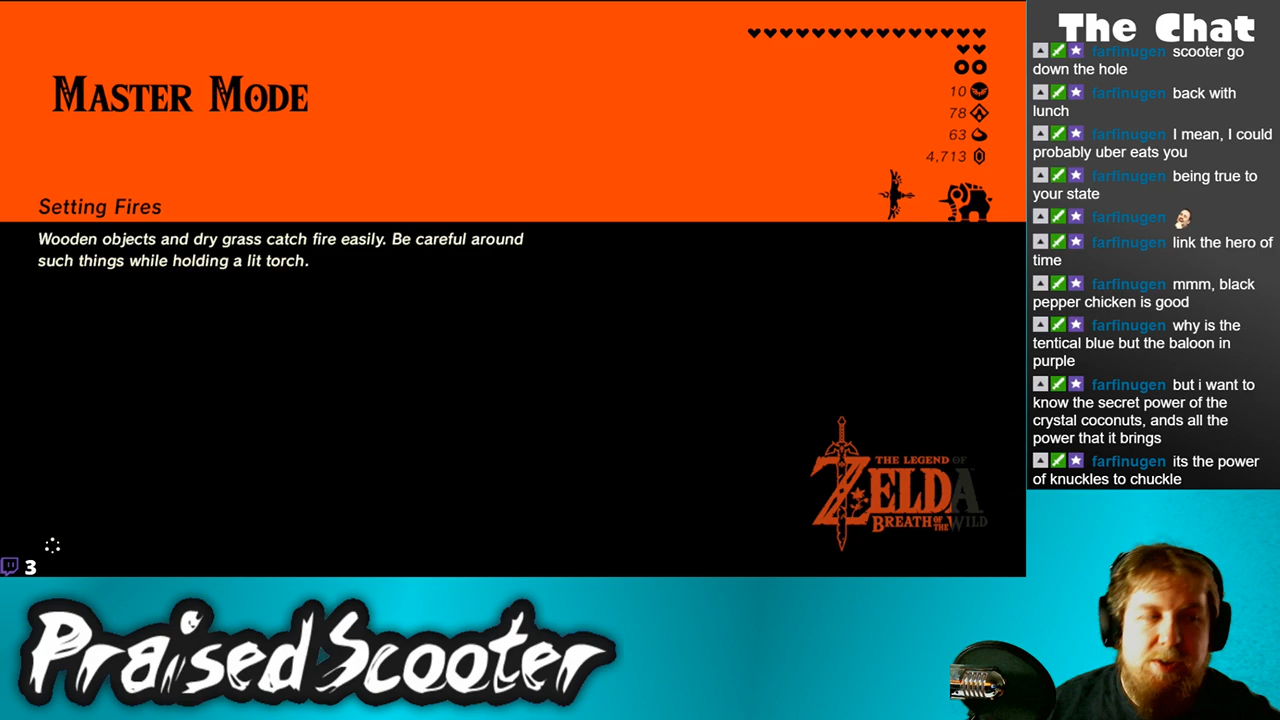 MASTER MODE
10
78
63
4,713
Setting Fires
Wooden objects and dry grass catch fire easily. Be careful around
such things while holding a lit torch.
THE LEGEND OF
ZELDA
BREATH OF THE WILD
3
PraisedScooter
The Chat
farfinugen scooter go
down the hole
farfinugen back with
lunch
farfinugen I mean, I could
probably uber eats you
farfinugen being true to
your state
farfinugen
farfinugen link the hero of
time
farfinugen mmm, black
pepper chicken is good
farfinugen why is the
tentical blue but the baloon in
purple
farfinugen but i want to
know the secret power of the
crystal coconuts, ands all the
power that it brings
farfinugen its the power
of knuckles to chuckle